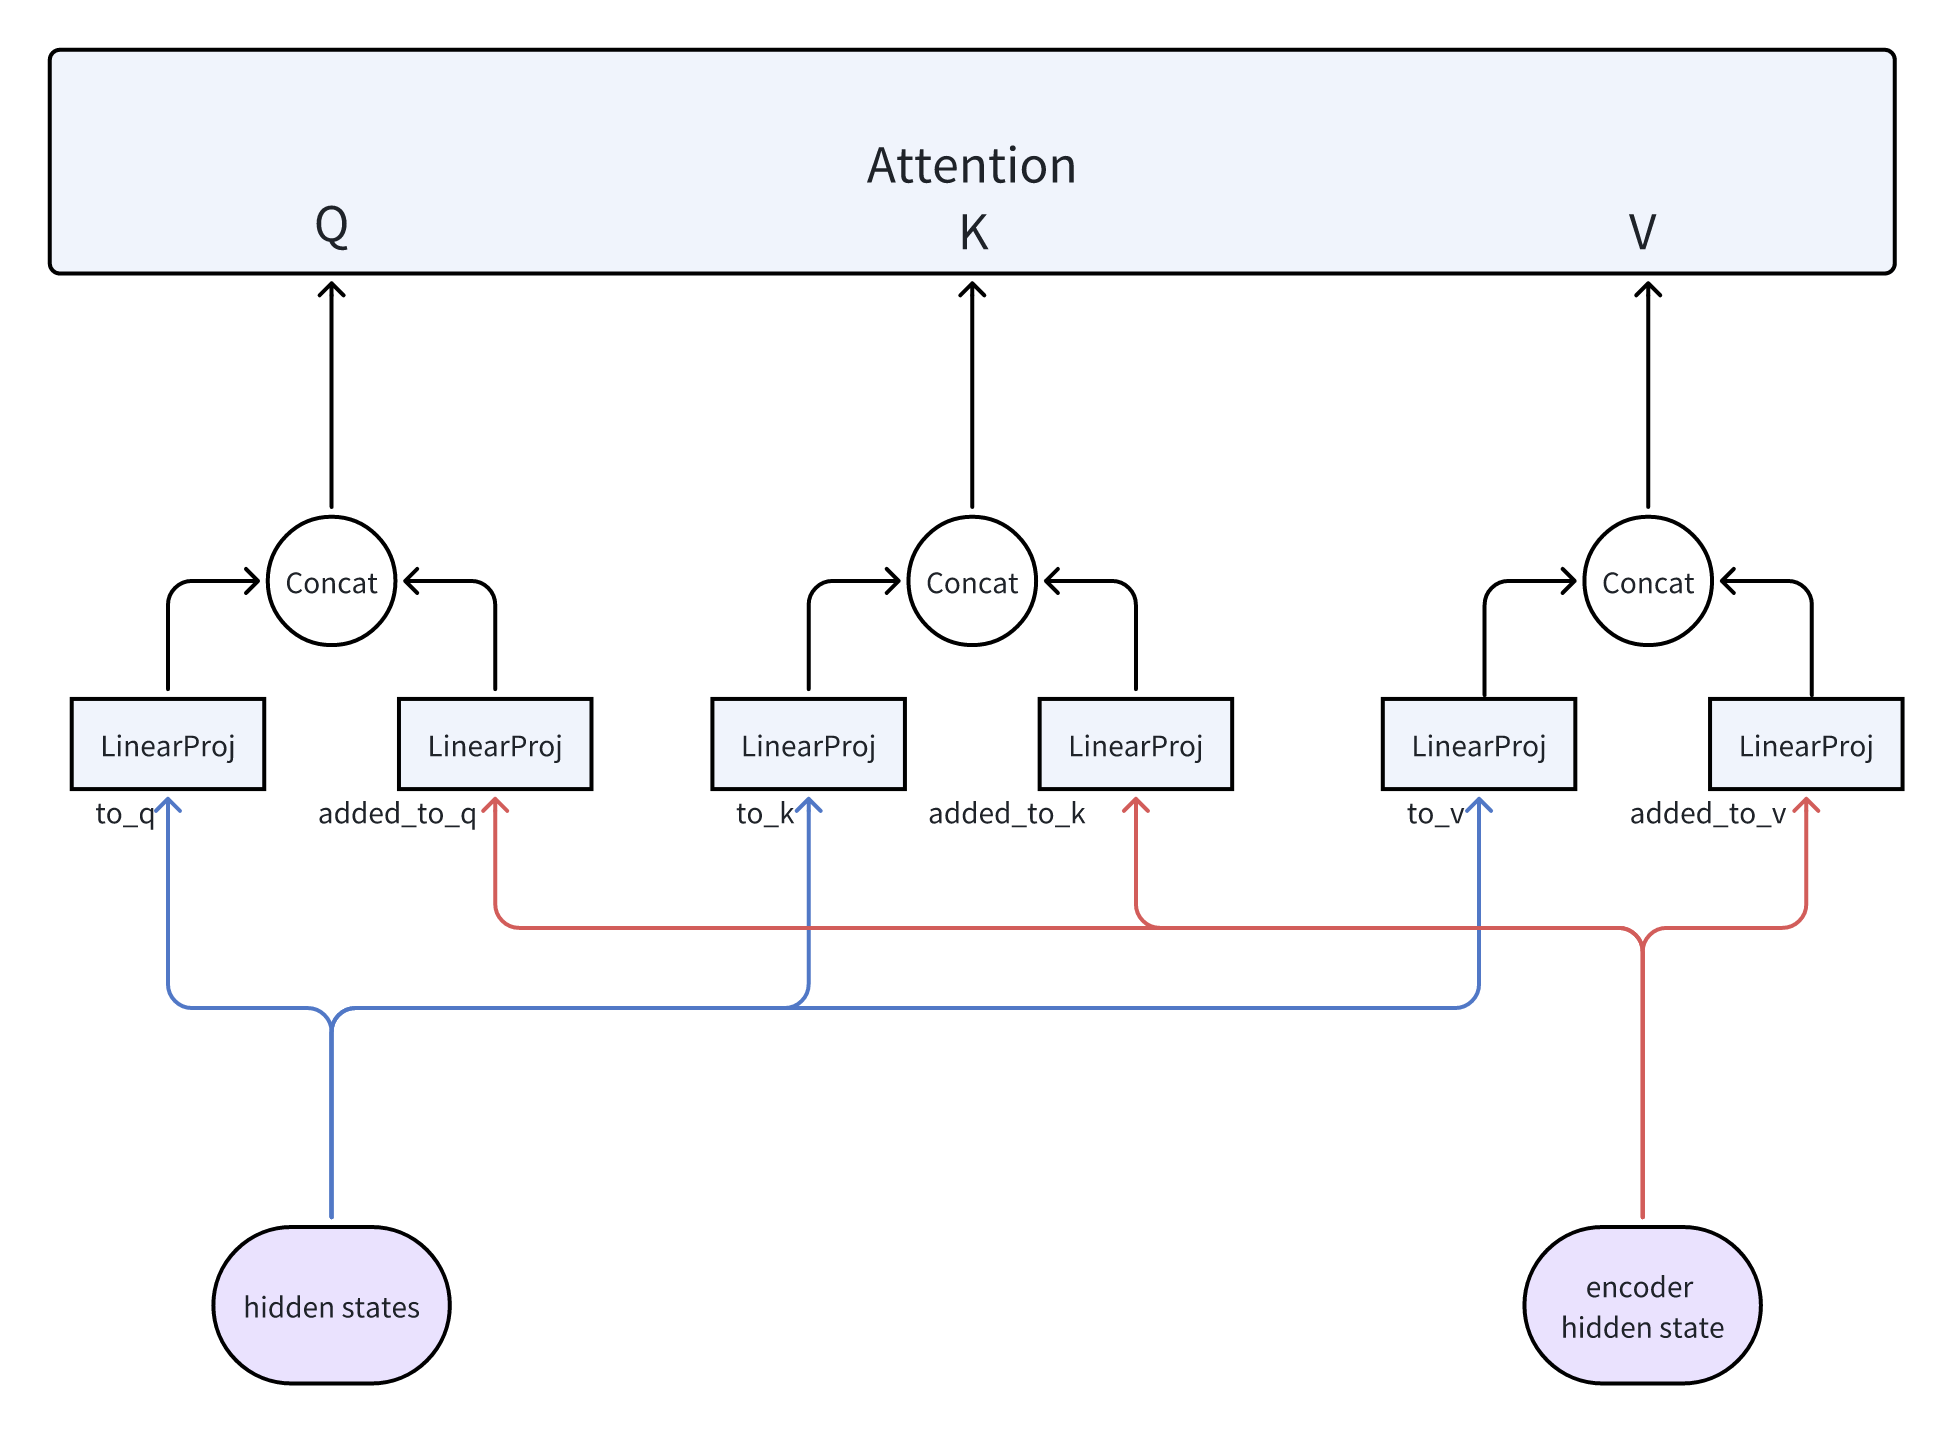 Attention
Q
K
V
Concat
Concat
Concat
LinearProj
LinearProj
LinearProj
LinearProj
LinearProj
LinearProj
to_q
added_to_q
to_k
added_to_k
to_v
added_to_v
hidden states
encoder
hidden state